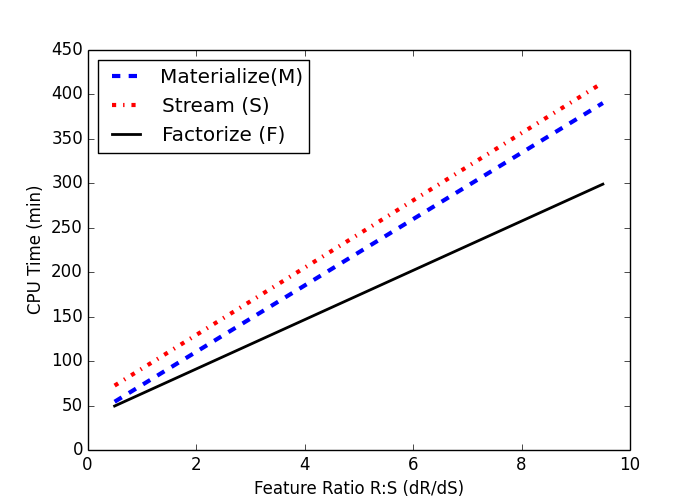 450
400
350
300
250
200
150
100
50
0
CPU Time (min)
Materialize(M)
Stream (S)
Factorize (F)
0 2 4 6 8 10
Feature Ratio R:S (dR/dS)